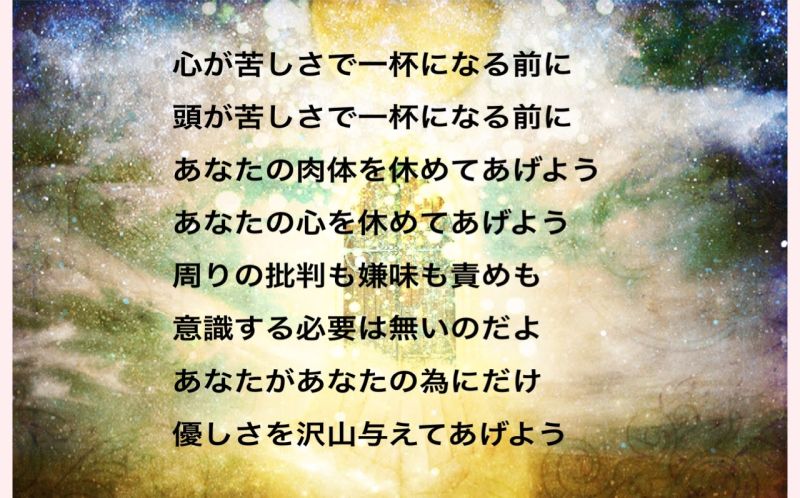 心が苦しさで一杯になる前に
頭が苦しさで一杯になる前に
あなたの肉体を休めてあげよう
あなたの心を休めてあげよう
周りの批判も嫌味も責めも
意識する必要は無いのだよ
あなたがあなたの為にだけ
優しさを沢山与えてあげよう